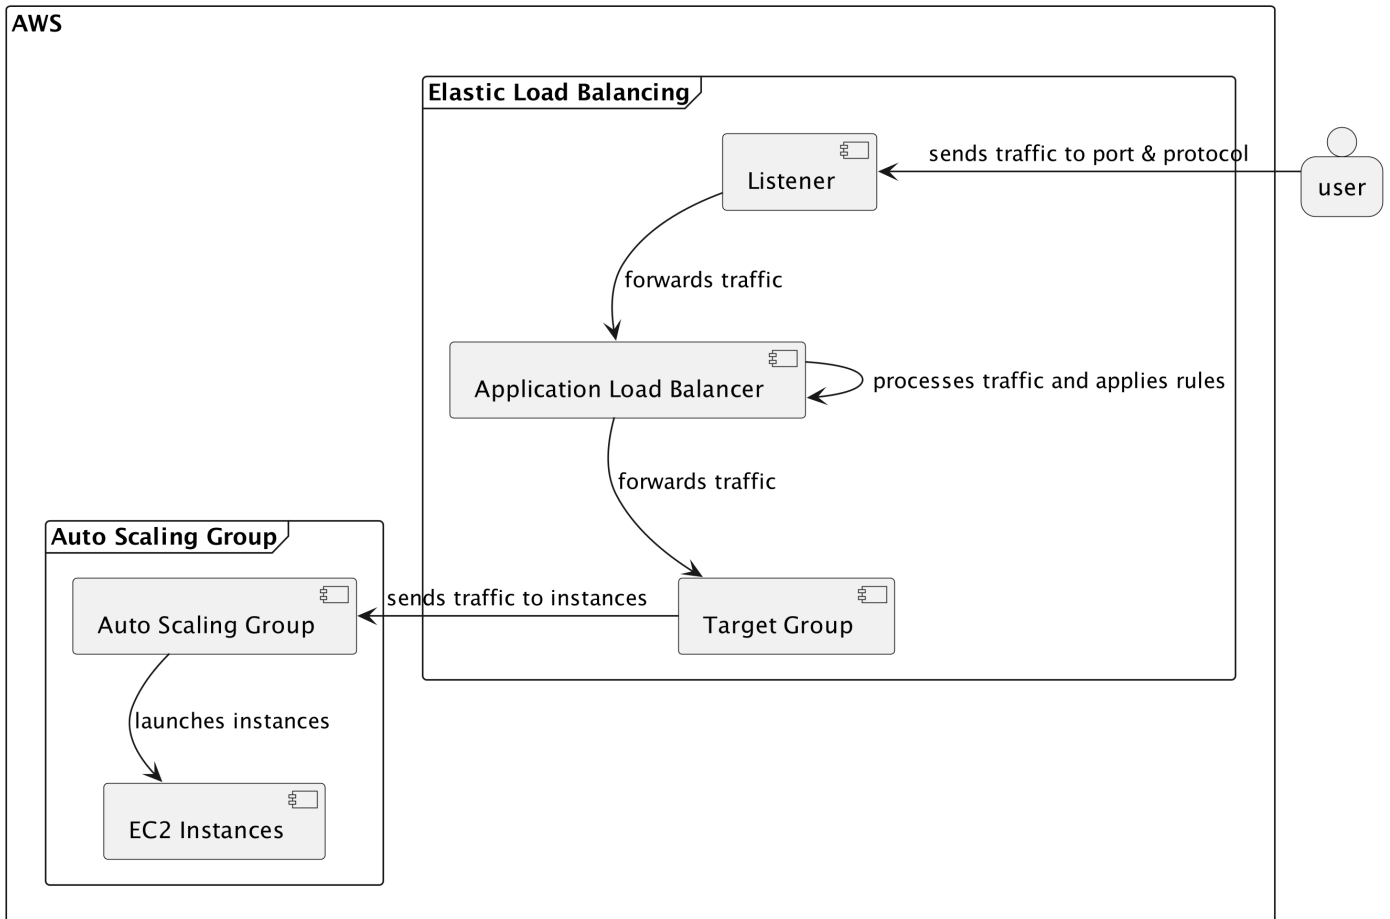 AWS
Elastic Load Balancing
sends traffic to port & protocol
Listener
user
forwards traffic
Application Load Balancer
processes traffic and applies rules
forwards traffic
Auto Scaling Group
sends traffic to instances
Auto Scaling Group
Target Group
launches instances
EC2 Instances